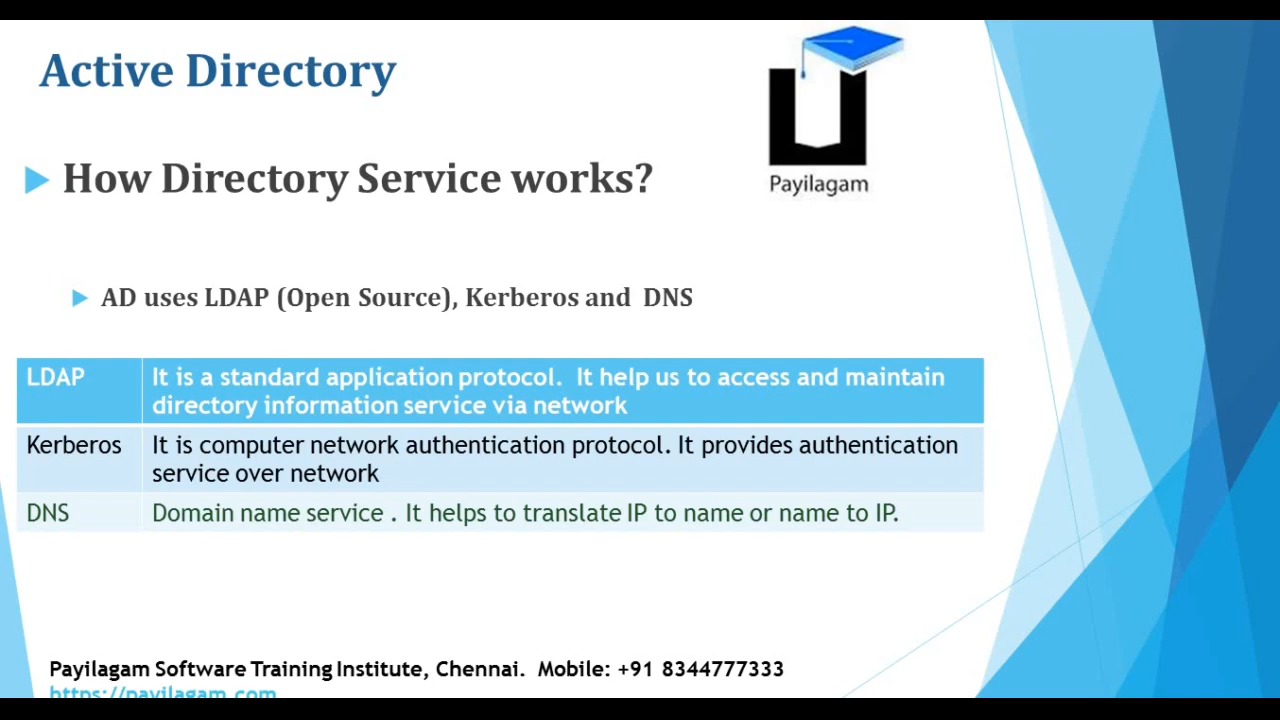 Active Directory
Payilagam
How Directory Service works?
AD uses LDAP (Open Source), Kerberos and DNS
LDAP
It is a standard application protocol. It help us to access and maintain
directory information service via network
Kerberos
It is computer network authentication protocol. It provides authentication
service over network
DNS
Domain name service . It helps to translate IP to name or name to IP.
Payilagam Software Training Institute, Chennai. Mobile: +91 8344777333
https://payilagam.com